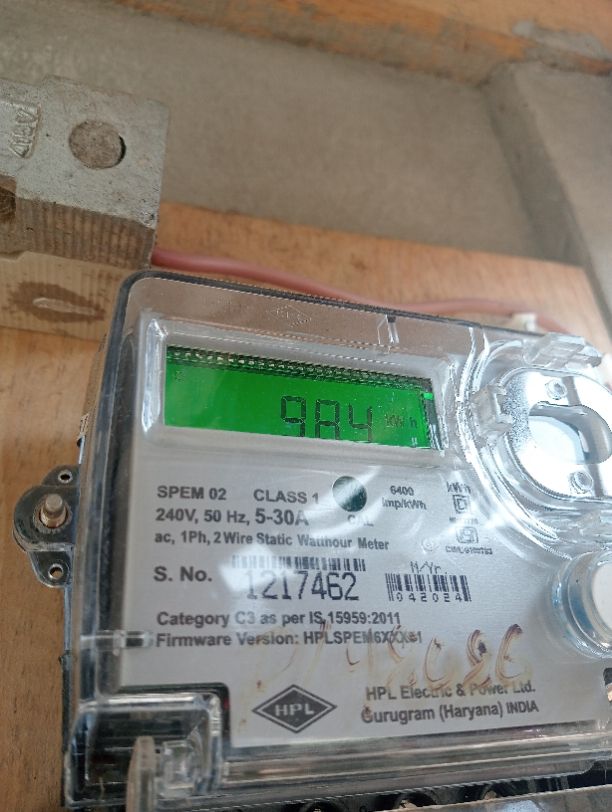 984 kWh
SPEM 02 CLASS 1 6400 imp/kWh kWh
240V, 50 Hz, 5-30A CAL
ac, 1Ph, 2 Wire Static Watthour Meter
S. No. 1217462 M/Yr.
042024
Category C3 as per IS 15959:2011
Firmware Version:
HPL
HPL Electric & Power Ltd.
Gurugram (Haryana) INDIA